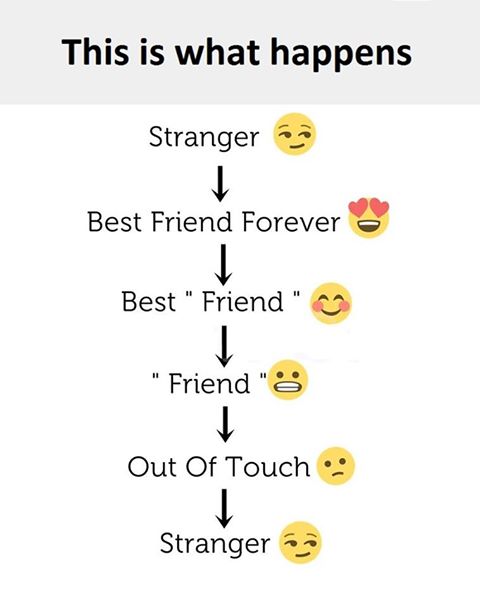 This is what happens
Stranger
Best Friend Forever
Best " Friend "
" Friend "
Out Of Touch
Stranger